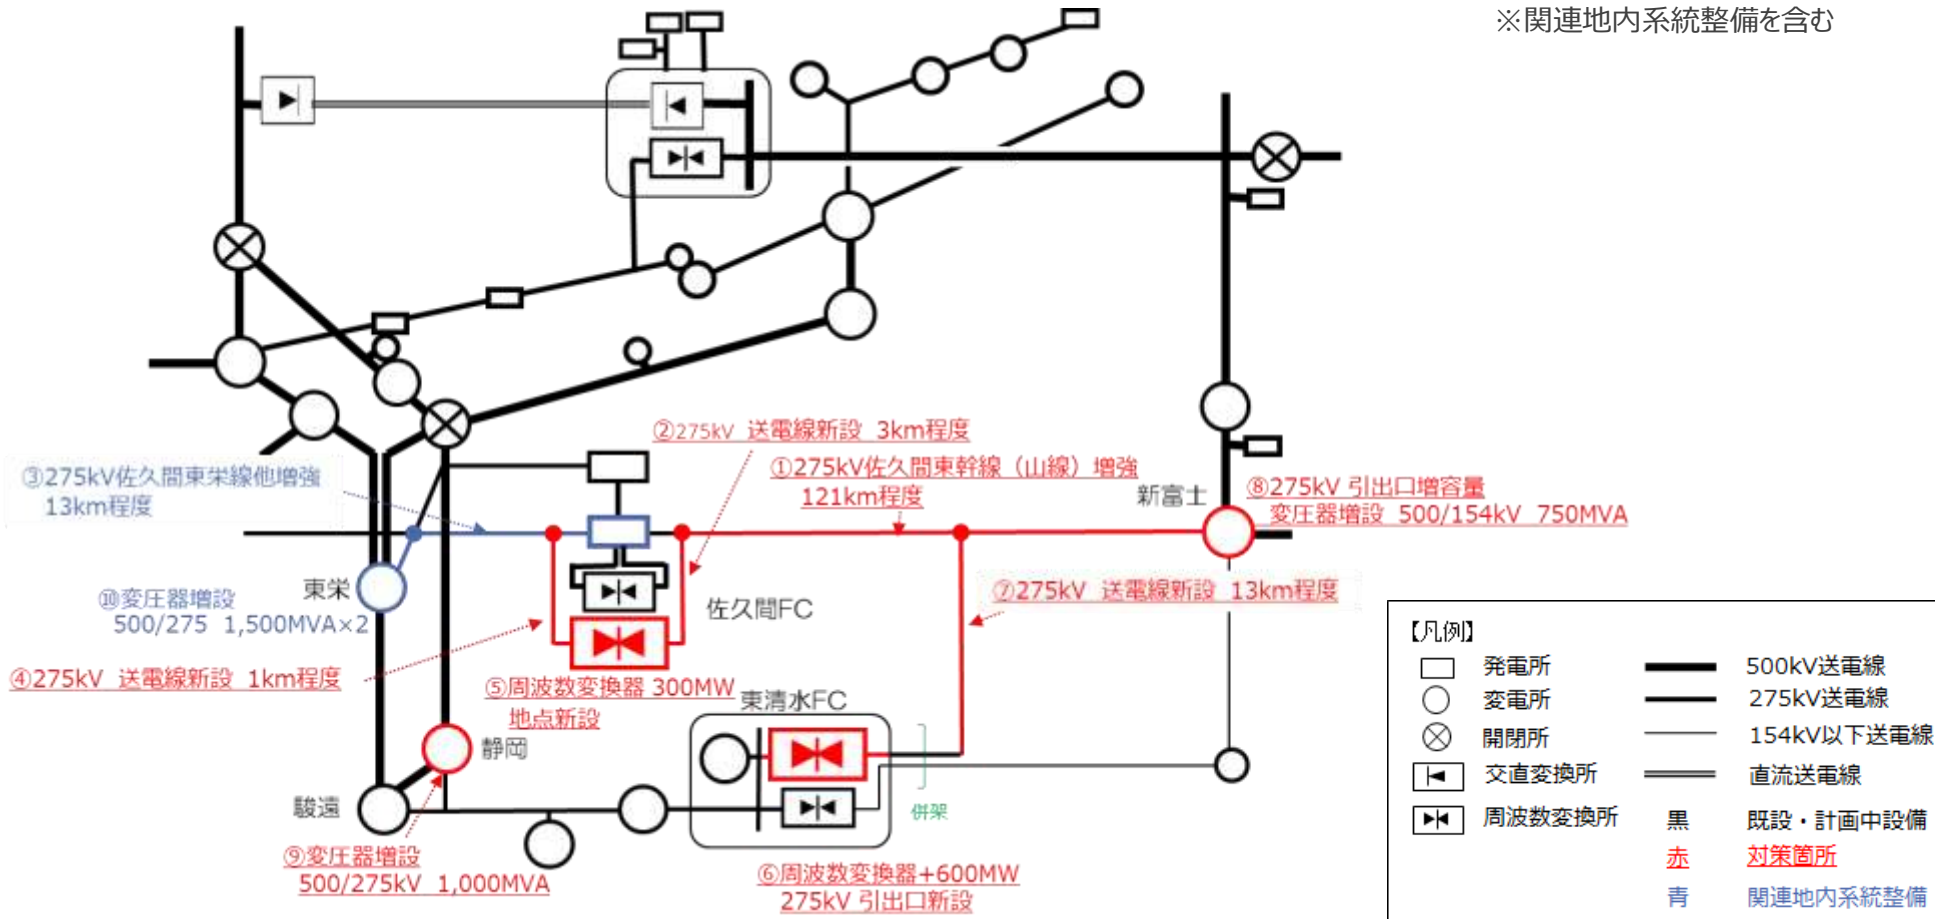 ※関連地内系統整備を含む
②275kV 送電線新設 3km程度
①275kV佐久間東幹線（山線）増強
121km程度
③275kV佐久間東栄線他増強
13km程度
新富士
⑧275kV 引出口増容量
変圧器増設 500/154kV 750MVA
東栄
⑩変圧器増設
500/275 1,500MVA×2
佐久間FC
⑦275kV 送電線新設 13km程度
④275kV 送電線新設 1km程度
⑤周波数変換器 300MW
地点新設
東清水FC
静岡
駿遠
併架
⑨変圧器増設
500/275kV 1,000MVA
⑥周波数変換器+600MW
275kV 引出口新設
【凡例】
発電所
500kV送電線
変電所
275kV送電線
開閉所
154kV以下送電線
交直変換所
直流送電線
周波数変換所
黒 既設・計画中設備
赤 対策箇所
青 関連地内系統整備